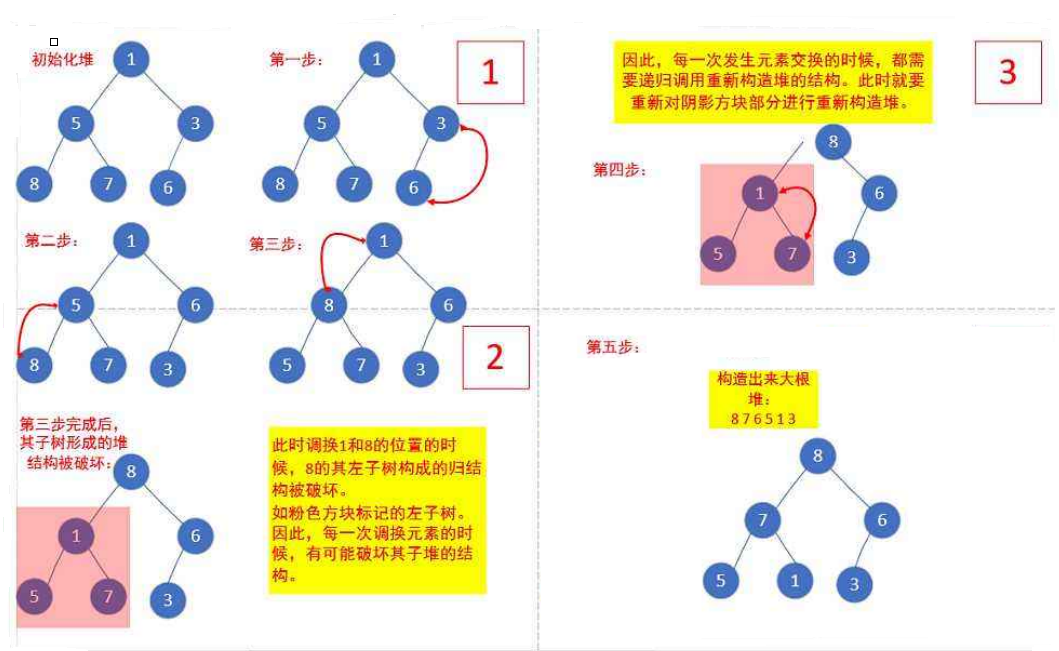 初始化堆
1
5
3
8
7
6
第一步：
1
5
3
8
7
6
1
第二步：
1
5
6
8
7
3
第三步：
1
8
6
5
7
3
2
第三步完成后，
其子树形成的堆
结构被破坏：
8
1
6
5
7
3
此时调换1和8的位置的时
候，8的其左子树构成的归结
构被破坏。
如粉色方块标记的左子树。
因此，每一次调换元素的时
候，有可能破坏其子堆的结
构。
因此，每一次发生元素交换的时候，都需
要递归调用重新构造堆的结构。此时就要
重新对阴影方块部分进行重新构造堆。
3
第四步：
8
1
6
5
7
3
第五步：
构造出来大根
堆：
8 7 6 5 1 3
8
7
6
5
1
3